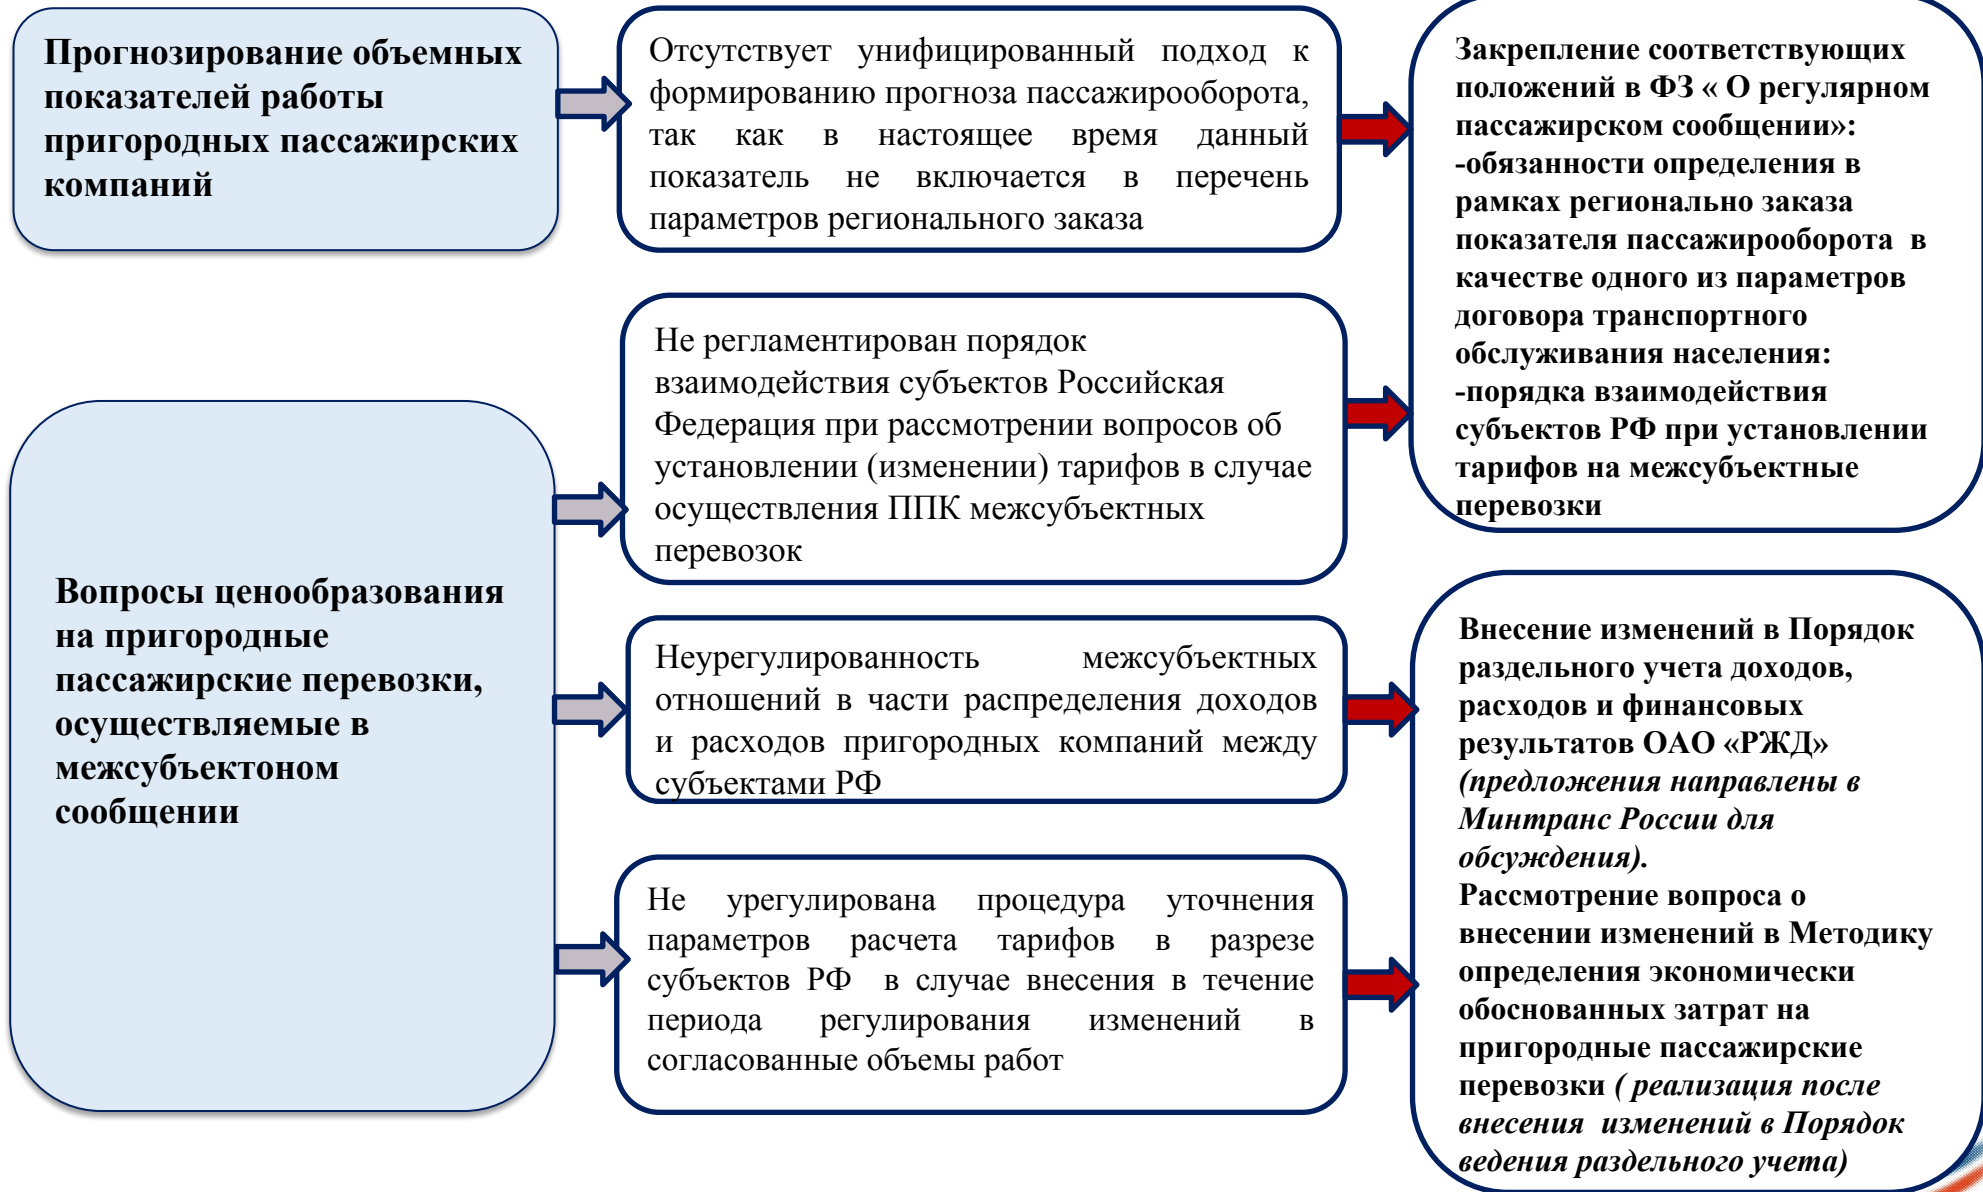 Прогнозирование объемных
показателей работы
пригородных пассажирских
компаний
Отсутствует унифицированный подход к
формированию прогноза пассажирооборота,
так как в настоящее время данный
показатель не включается в перечень
параметров регионального заказа
Закрепление соответствующих
положений в ФЗ « О регулярном
пассажирском сообщении»:
-обязанности определения в
рамках регионально заказа
показателя пассажирооборота в
качестве одного из параметров
договора транспортного
обслуживания населения:
-порядка взаимодействия
субъектов РФ при установлении
тарифов на межсубъектные
перевозки
Вопросы ценообразования
на пригородные
пассажирские перевозки,
осуществляемые в
межсубъектоном
сообщении
Не регламентирован порядок
взаимодействия субъектов Российская
Федерация при рассмотрении вопросов об
установлении (изменении) тарифов в случае
осуществления ППК межсубъектных
перевозок
Неурегулированность межсубъектных
отношений в части распределения доходов
и расходов пригородных компаний между
субъектами РФ
Не урегулирована процедура уточнения
параметров расчета тарифов в разрезе
субъектов РФ в случае внесения в течение
периода регулирования изменений в
согласованные объемы работ
Внесение изменений в Порядок
раздельного учета доходов,
расходов и финансовых
результатов ОАО «РЖД»
(предложения направлены в
Минтранс России для
обсуждения).
Рассмотрение вопроса о
внесении изменений в Методику
определения экономически
обоснованных затрат на
пригородные пассажирские
перевозки ( реализация после
внесения изменений в Порядок
ведения раздельного учета)